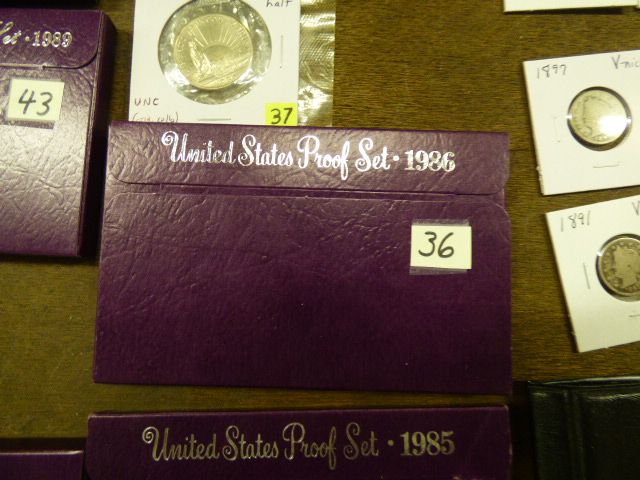 Set · 1989
43
half
UNC
37
1897 V-nic
United States Proof Set · 1986
36
1891 V
United States Proof Set · 1985